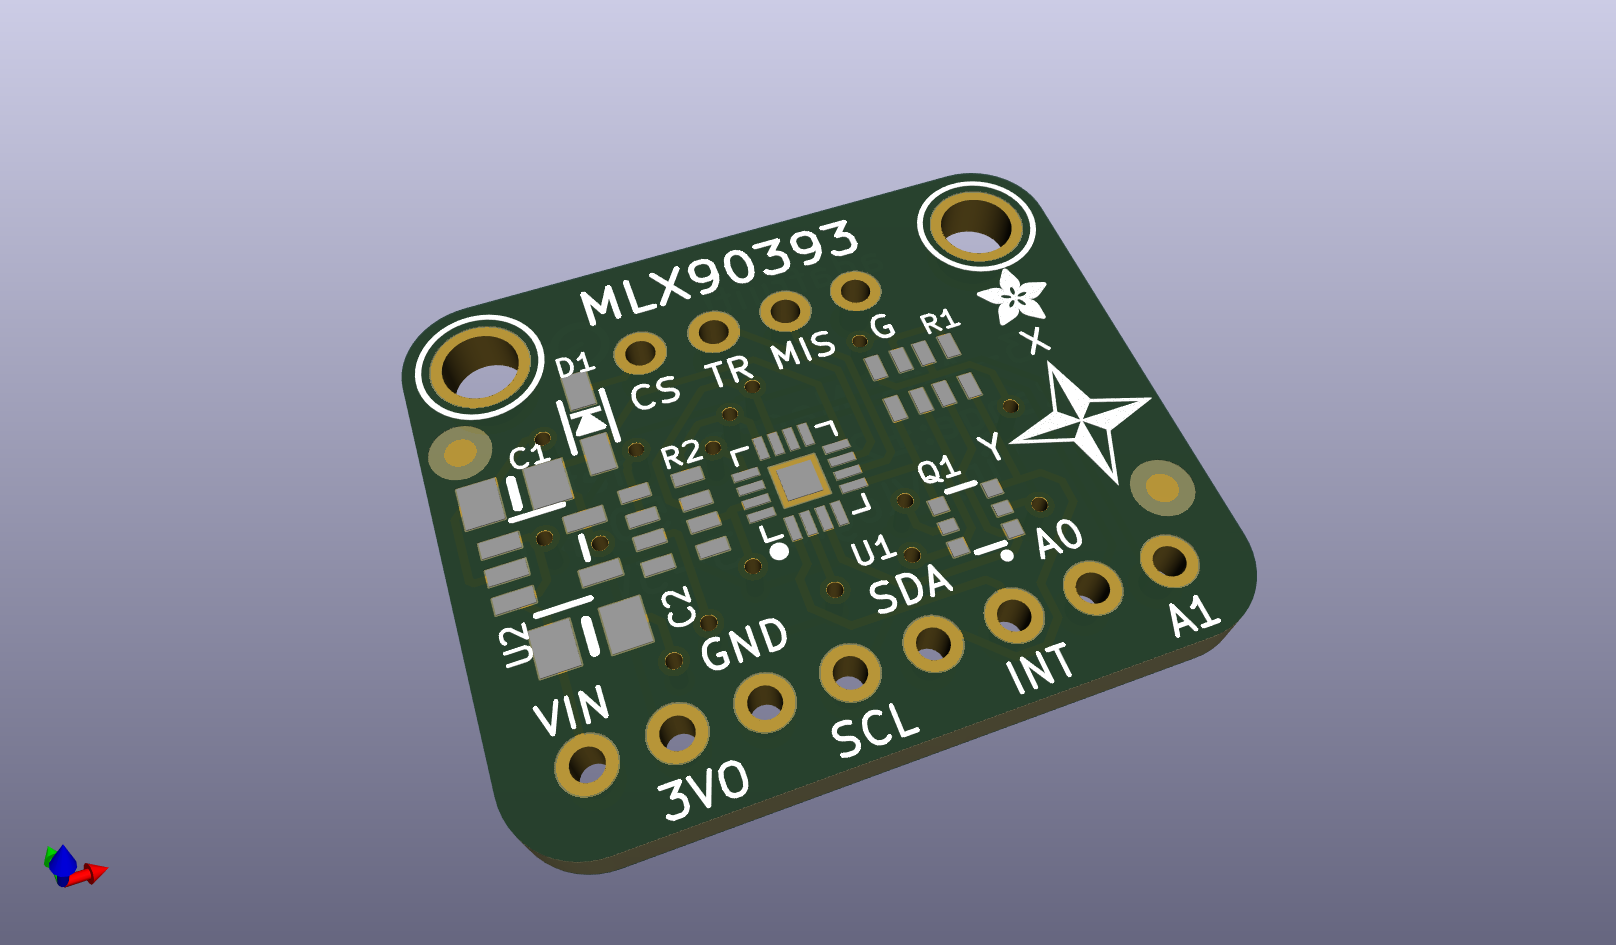 MLX90393
D1
CS
TR
MIS
G
R1
X
C1
R2
Q1
Y
U1
A0
SDA
C2
U2
GND
VIN
3VO
SCL
INT
A1